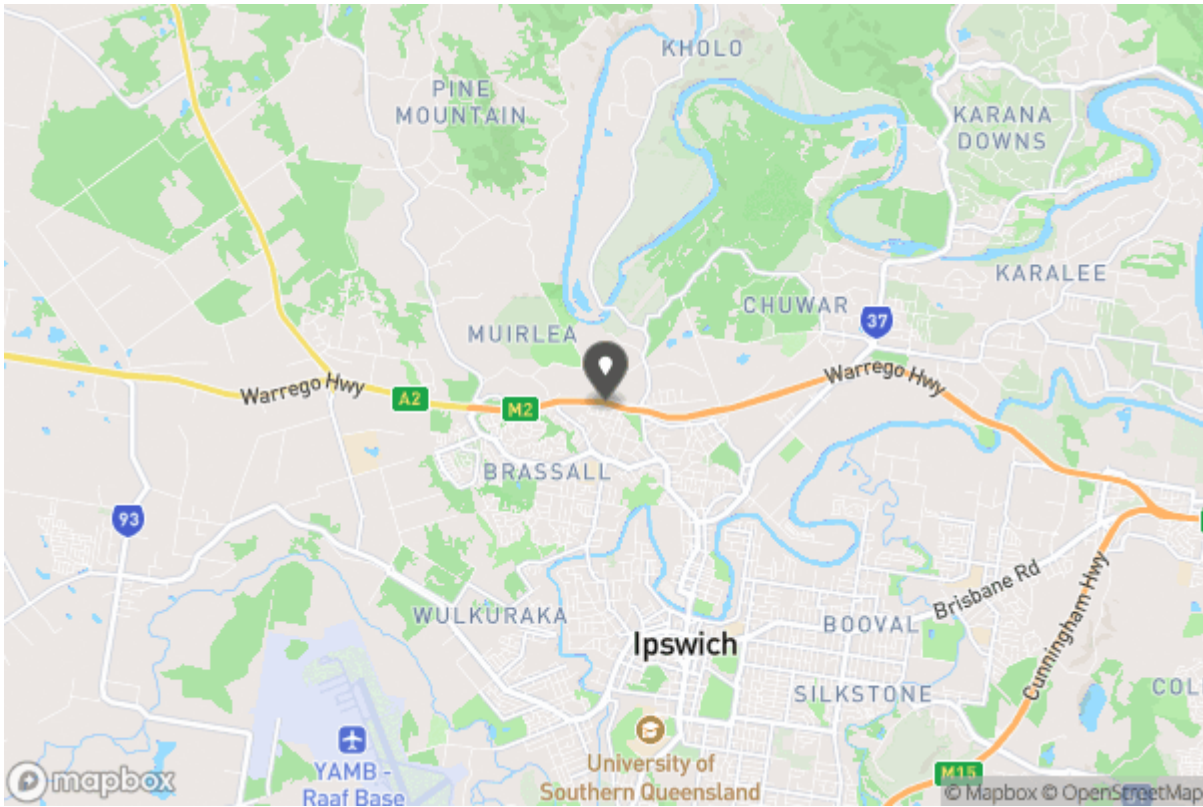 KHOLO
PINE
MOUNTAIN
KARANA
DOWNS
KARALEE
CHUWAR
37
MUIRLEA
Warrego Hwy
Warrego Hwy
A2
M2
BRASSALL
93
Brisbane Rd
Cunningham Hwy
WULKURAKA
BOOVAL
Ipswich
SILKSTONE
COL
University of
Southern Queensland
YAMB -
Raaf Base
M15
mapbox
© Mapbox © OpenStreetMap